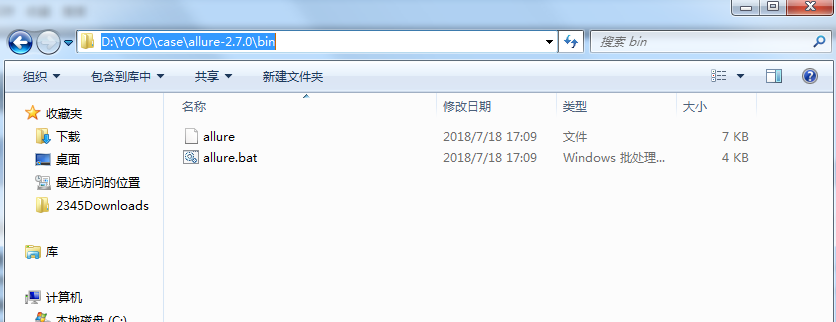 D:\YOYO\case\allure-2.7.0\bin
搜索 bin
组织 包含到库中 共享 新建文件夹
名称 修改日期 类型 大小
收藏夹
allure 2018/7/18 17:09 文件 7 KB
下载
allure.bat 2018/7/18 17:09 Windows 批处理... 4 KB
桌面
最近访问的位置
2345Downloads
库
计算机
本地磁盘 (C:)